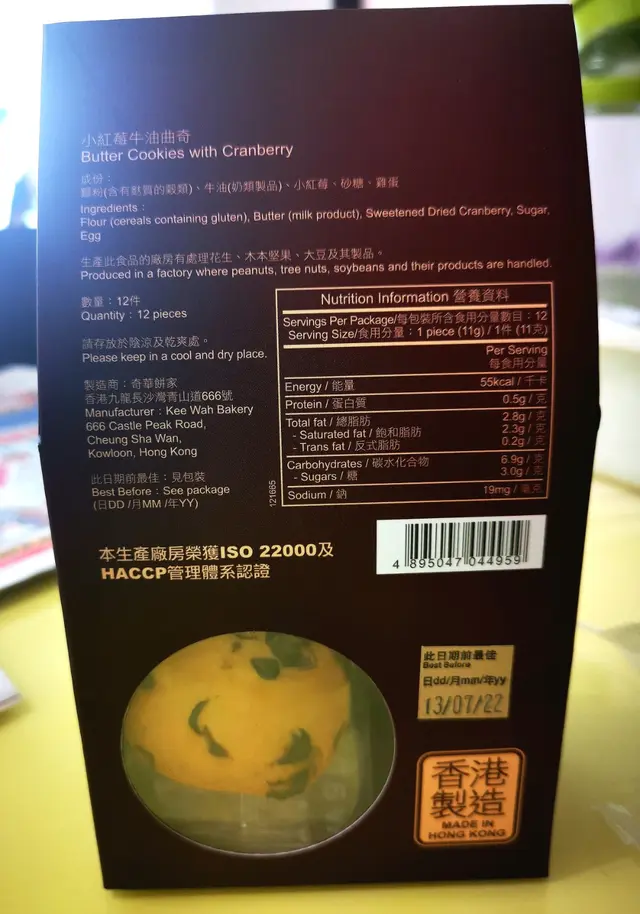 小紅莓牛油曲奇
Butter Cookies with Cranberry
成份：
麵粉(含有麩質的穀類)、牛油(奶類製品)、小紅莓、砂糖、雞蛋
Ingredients :
Flour (cereals containing gluten), Butter (milk product), Sweetened Dried Cranberry, Sugar,
Egg
生產此食品的廠房有處理花生、木本堅果、大豆及其製品。
Produced in a factory where peanuts, tree nuts, soybeans and their products are handled.
數量：12件
Quantity : 12 pieces
請存放於陰涼及乾爽處。
Please keep in a cool and dry place.
製造商：奇華餅家
香港九龍長沙灣青山道666號
Manufacturer : Kee Wah Bakery
666 Castle Peak Road,
Cheung Sha Wan,
Kowloon, Hong Kong
此日期前最佳：見包裝
Best Before : See package
(日DD /月MM /年YY)
121665
Nutrition Information 營養資料
Servings Per Package/每包裝所含食用分量數目：12
Serving Size/食用分量：1 piece (11g) / 1件 (11克)
Per Serving
每食用分量
Energy / 能量 55kcal / 千卡
Protein / 蛋白質 0.5g / 克
Total fat / 總脂肪 2.8g / 克
- Saturated fat / 飽和脂肪 2.3g / 克
- Trans fat / 反式脂肪 0.2g / 克
Carbohydrates / 碳水化合物 6.9g / 克
- Sugars / 糖 3.0g / 克
Sodium / 鈉 19mg / 毫克
本生產廠房榮獲ISO 22000及
HACCP管理體系認證
4 895047 044959
此日期前最佳
Best Before
日dd/月mm/年yy
13/07/22
香港
製造
MADE IN
HONG KONG